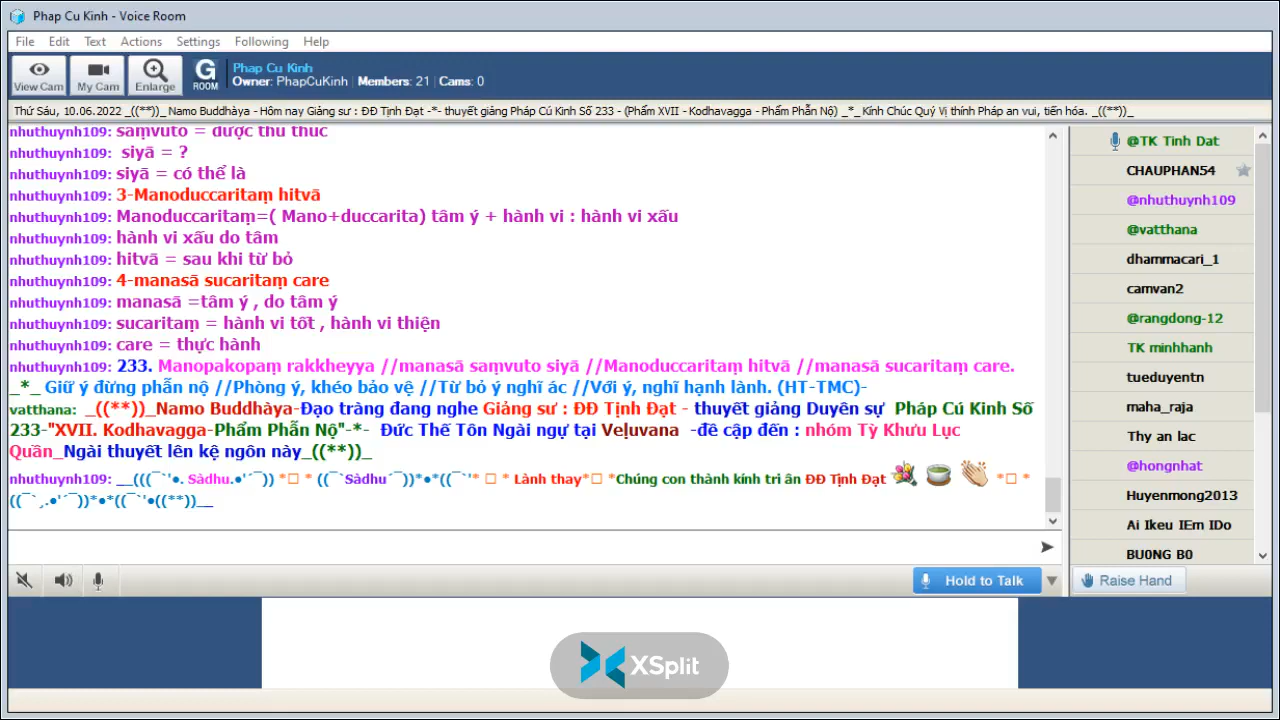 Phap Cu Kinh - Voice Room
File Edit Text Actions Settings Following Help
View Cam My Cam Enlarge G ROOM Phap Cu Kinh
Owner: PhapCuKinh | Members: 21 | Cams: 0
Thứ Sáu, 10.06.2022 _((**))_ Namo Buddhàya - Hôm nay Giảng sư : ĐĐ Tịnh Đạt -*- thuyết giảng Pháp Cú Kinh Số 233 - (Phẩm XVII - Kodhavagga - Phẩm Phẫn Nộ) _*_ Kính Chúc Quý Vị thính Pháp an vui, tiến hóa. _((**))_
nhuthuynh109: saṃvuto = được thu thúc
nhuthuynh109: siyā = ?
nhuthuynh109: siyā = có thể là
nhuthuynh109: 3-Manoduccaritaṃ hitvā
nhuthuynh109: Manoduccaritaṃ=( Mano+duccarita) tâm ý + hành vi : hành vi xấu
nhuthuynh109: hành vi xấu do tâm
nhuthuynh109: hitvā = sau khi từ bỏ
nhuthuynh109: 4-manasā sucaritaṃ care
nhuthuynh109: manasā =tâm ý , do tâm ý
nhuthuynh109: sucaritaṃ = hành vi tốt , hành vi thiện
nhuthuynh109: care = thực hành
nhuthuynh109: 233. Manopakopaṃ rakkheyya //manasā saṃvuto siyā //Manoduccaritaṃ hitvā //manasā sucaritaṃ care.
_*_ Giữ ý đừng phẫn nộ //Phòng ý, khéo bảo vệ //Từ bỏ ý nghĩ ác //Với ý, nghĩ hạnh lành. (HT-TMC)-
vatthana: _((**))_Namo Buddhàya-Đạo tràng đang nghe Giảng sư : ĐĐ Tịnh Đạt - thuyết giảng Duyên sự Pháp Cú Kinh Số
233-"XVII. Kodhavagga-Phẩm Phẫn Nộ"-*- Đức Thế Tôn Ngài ngự tại Veḷuvana -đề cập đến : nhóm Tỳ Khưu Lục
Quần_Ngài thuyết lên kệ ngôn này_((**))_
nhuthuynh109: __(((¯`'•. Sàdhu.•'´¯)) *□ * ((¯`Sàdhu´¯))*•*((¯`'* □ * Lành thay*□ *Chúng con thành kính tri ân ĐĐ Tịnh Đạt *□ *
((¯`¸.•'´¯))*•*((¯`'•((**))__
Hold to Talk
@TK Tinh Dat
CHAUPHAN54
@nhuthuynh109
@vatthana
dhammacari_1
camvan2
@rangdong-12
TK minhhanh
tueduyentn
maha_raja
Thy an lac
@hongnhat
Huyenmong2013
Ai Ikeu IEm IDo
BU0NG B0
Raise Hand
XSplit